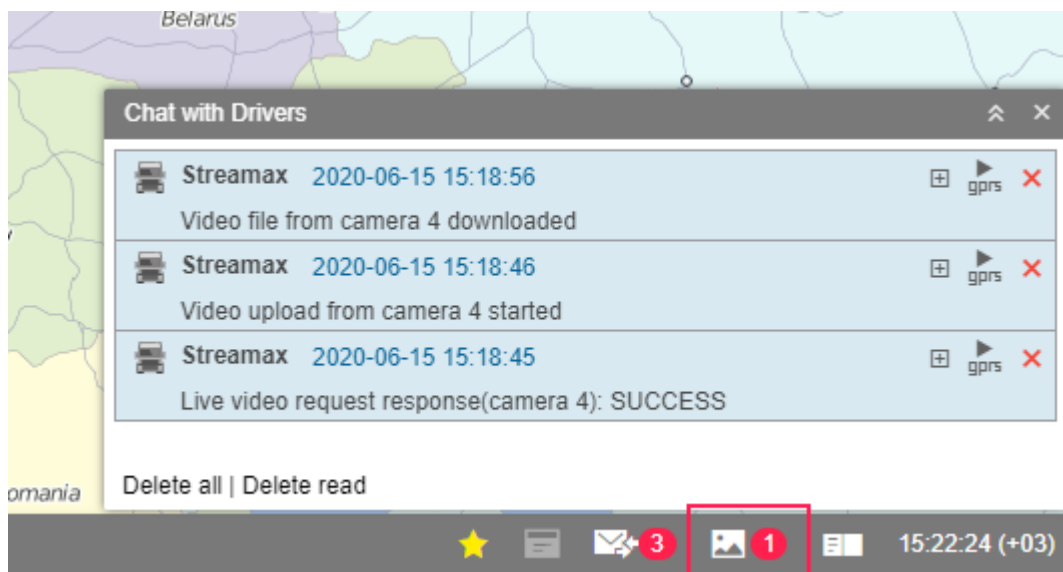 Belarus
Chat with Drivers
Streamax 2020-06-15 15:18:56
gprs
Video file from camera 4 downloaded
Streamax 2020-06-15 15:18:46
gprs
Video upload from camera 4 started
Streamax 2020-06-15 15:18:45
gprs
Live video request response(camera 4): SUCCESS
omania
Delete all | Delete read
3
1
15:22:24 (+03)